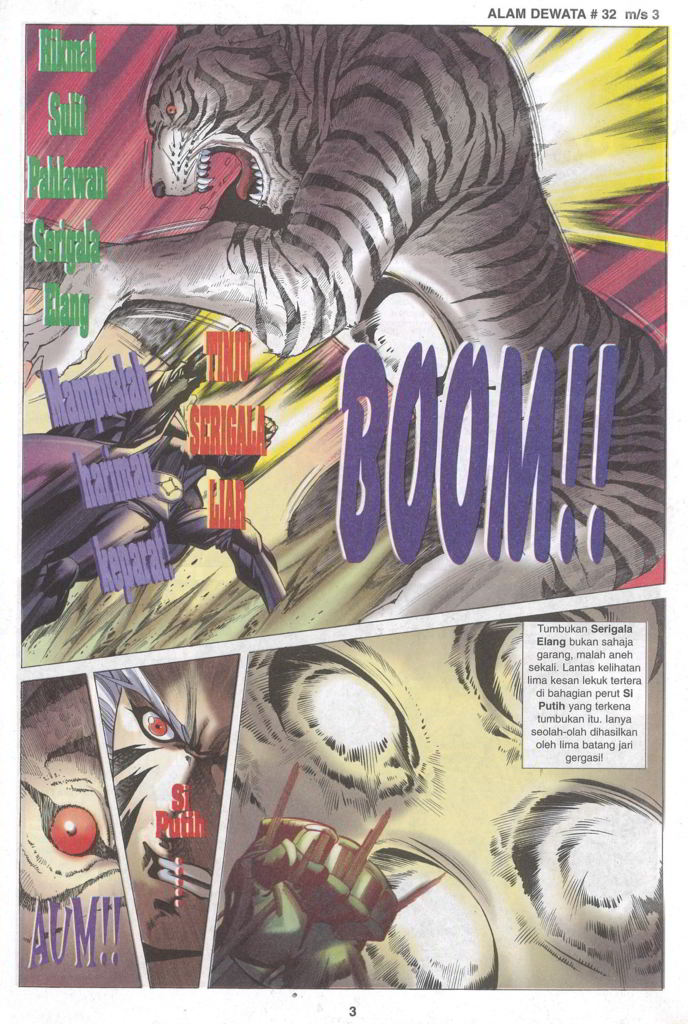 ALAM DEWATA # 32 m/s 3
Hikmat
Sulit
Pahlawan
Serigala
Elang
Mampuslah
harimau
keparat!
TINJU
SERIGALA
LIAR
BOOM!!
Tumbukan Serigala
Elang bukan sahaja
garang, malah aneh
sekali. Lantas kelihatan
lima kesan lekuk tertera
di bahagian perut Si
Putih yang terkena
tumbukan itu. Ianya
seolah-olah dihasilkan
oleh lima batang jari
gergasi!
AUM!!
Si
Putih
!!
3